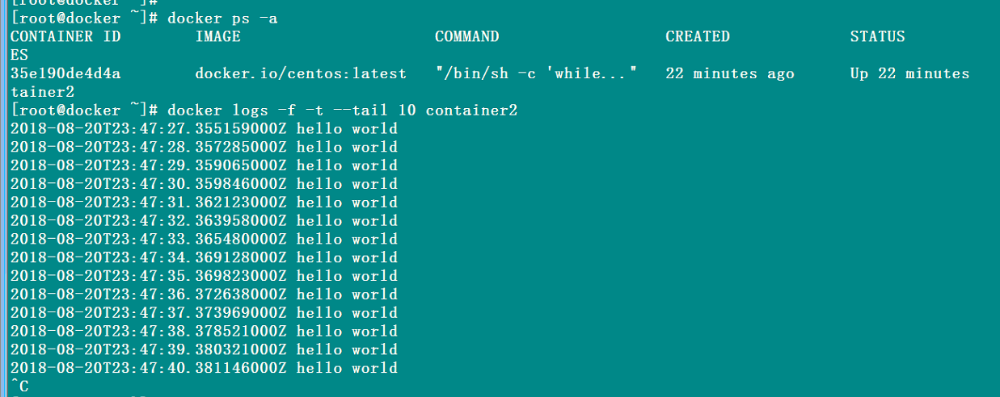 [root@docker ~]#
[root@docker ~]# docker ps -a
CONTAINER ID        IMAGE                     COMMAND                  CREATED             STATUS
ES
35e190de4d4a        docker.io/centos:latest   "/bin/sh -c 'while..."   22 minutes ago      Up 22 minutes
tainer2
[root@docker ~]# docker logs -f -t --tail 10 container2
2018-08-20T23:47:27.355159000Z hello world
2018-08-20T23:47:28.357285000Z hello world
2018-08-20T23:47:29.359065000Z hello world
2018-08-20T23:47:30.359846000Z hello world
2018-08-20T23:47:31.362123000Z hello world
2018-08-20T23:47:32.363958000Z hello world
2018-08-20T23:47:33.365480000Z hello world
2018-08-20T23:47:34.369128000Z hello world
2018-08-20T23:47:35.369823000Z hello world
2018-08-20T23:47:36.372638000Z hello world
2018-08-20T23:47:37.373969000Z hello world
2018-08-20T23:47:38.378521000Z hello world
2018-08-20T23:47:39.380321000Z hello world
2018-08-20T23:47:40.381146000Z hello world
^C